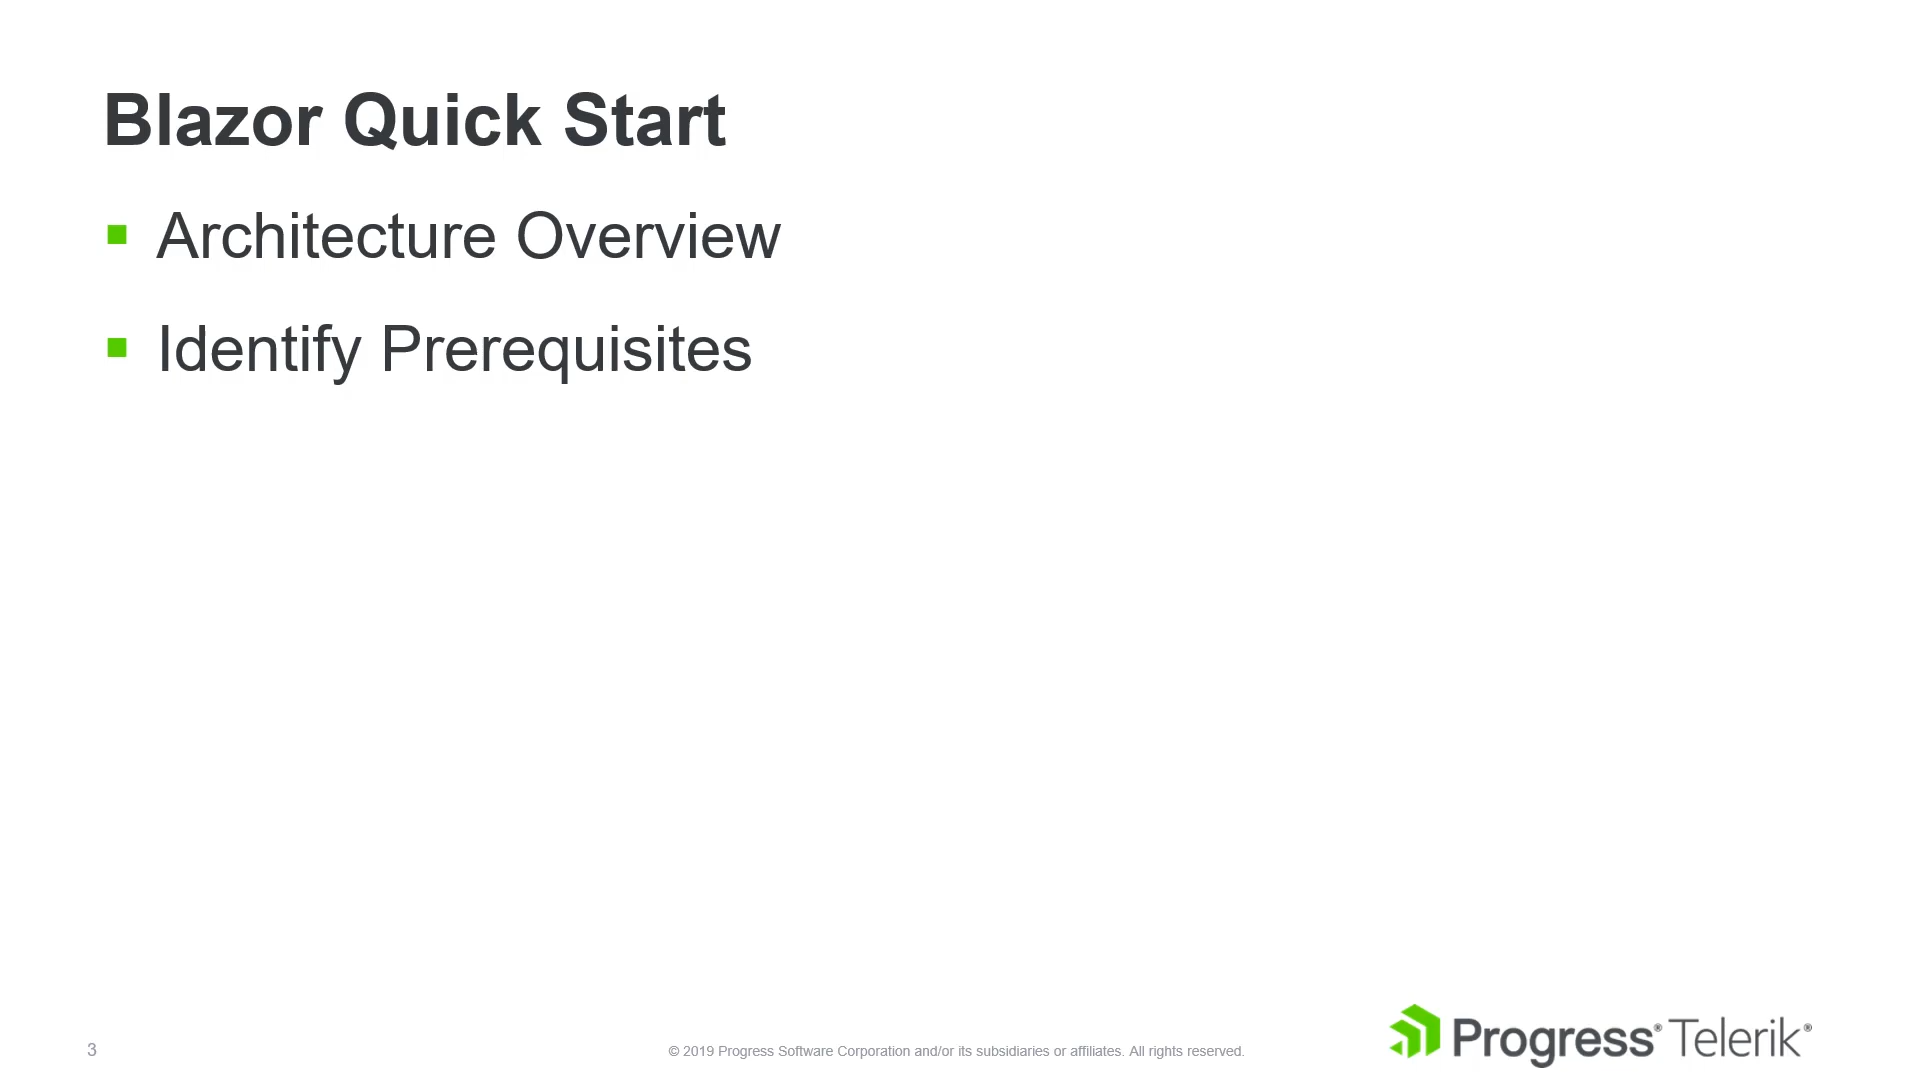 Blazor Quick Start
Architecture Overview
Identify Prerequisites
3
© 2019 Progress Software Corporation and/or its subsidiaries or affiliates. All rights reserved.
Progress® Telerik®